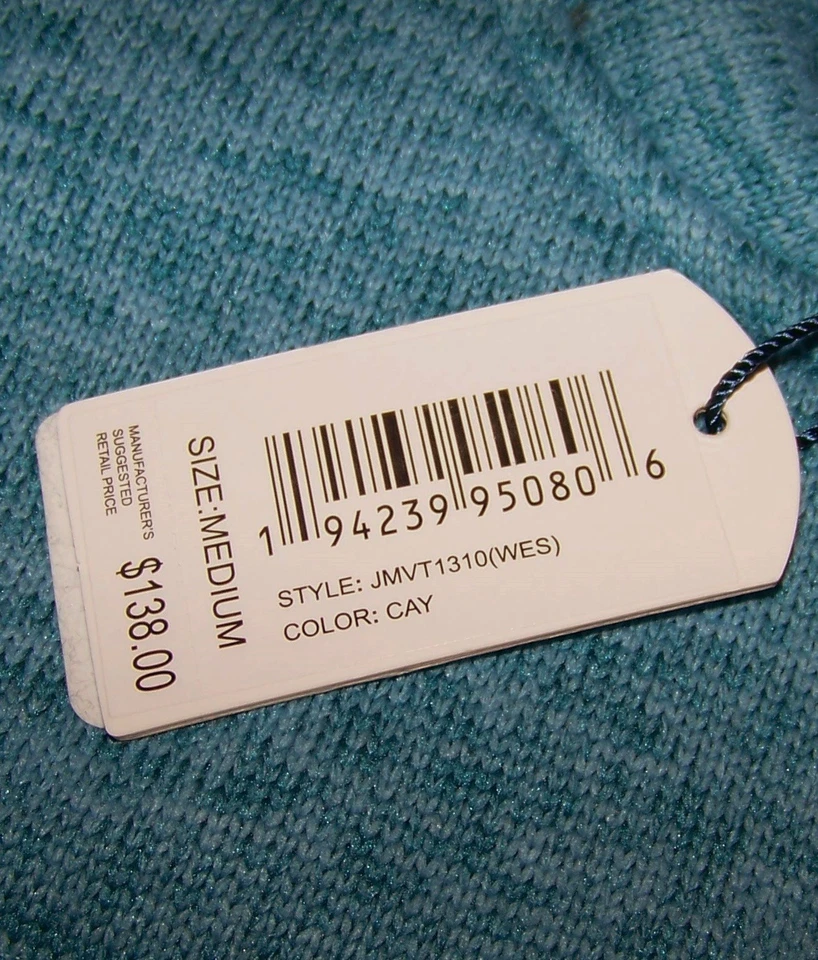 1 94239 95080 6
STYLE: JMVT1310(WES)
COLOR: CAY
SIZE:MEDIUM
MANUFACTURER'S
SUGGESTED
RETAIL PRICE
$138.00